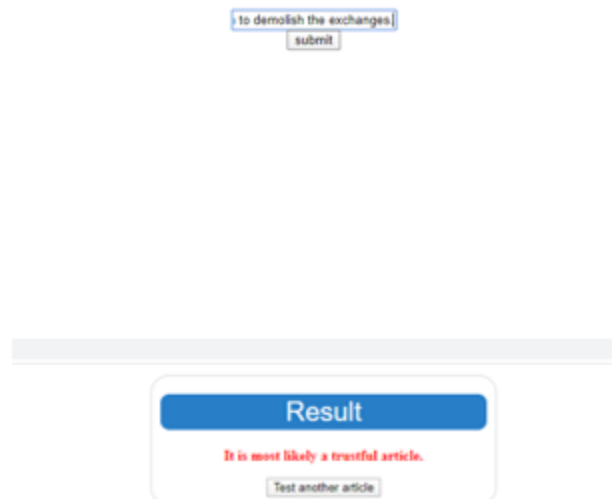 to demolish the exchanges.
submit
Result
It is most likely a trustful article.
Test another article